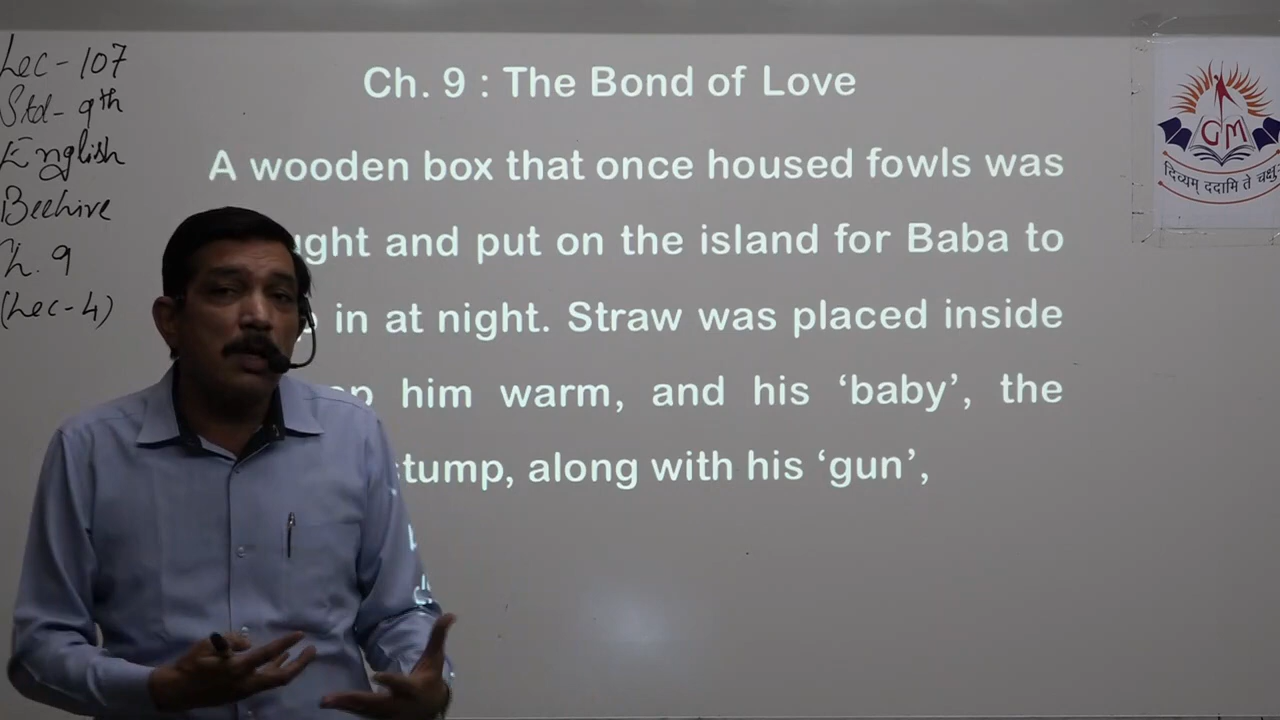 Lec - 107
Std - 9th
English
Beehive
Ch. 9
(Lec - 4)
Ch. 9 : The Bond of Love
A wooden box that once housed fowls was
and put on the island for Baba to
in at night. Straw was placed inside
him warm, and his ‘baby’, the
stump, along with his ‘gun’,
GM
दिव्यम् ददामि ते चक्षुः